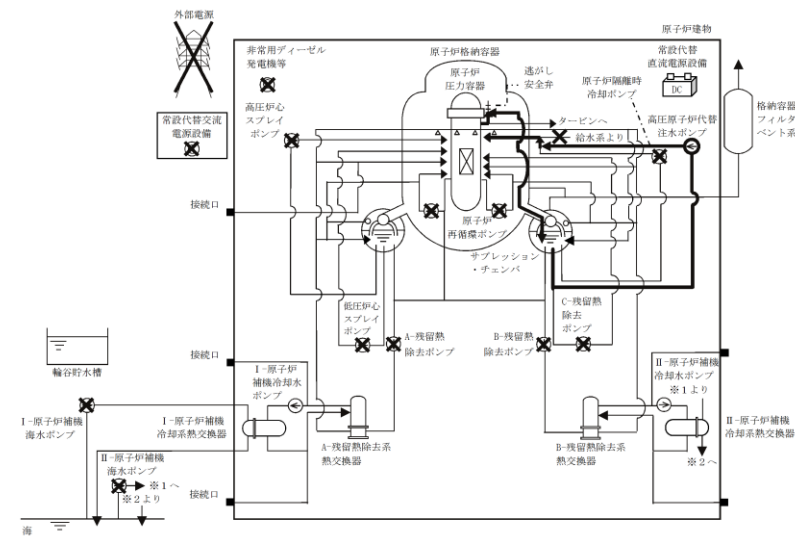 外部電源
原子炉建物
非常用ディーゼル
発電機等
原子炉格納容器
常設代替
直流電源設備
DC
原子炉
圧力容器
逃がし
安全弁
原子炉隔離時
冷却ポンプ
高圧炉心
スプレイ
ポンプ
常設代替交流
電源設備
タービンへ
給水系より
高圧原子炉代替
注水ポンプ
格納容器
フィルタ
ベント系
接続口
原子炉
再循環ポンプ
サプレッション
・チェンバ
低圧炉心
スプレイ
ポンプ
A-残留熱
除去ポンプ
B-残留熱
除去ポンプ
C-残留熱
除去
ポンプ
輪谷貯水槽
接続口
Ⅰ-原子炉
補機冷却水
ポンプ
Ⅱ-原子炉補機
冷却水ポンプ
※1より
Ⅰ-原子炉補機
海水ポンプ
Ⅰ-原子炉補機
冷却系熱交換器
A-残留熱除去系
熱交換器
B-残留熱除去系
熱交換器
Ⅱ-原子炉補機
冷却系熱交換器
※2へ
Ⅱ-原子炉補機
海水ポンプ
※1へ
※2より
接続口
海